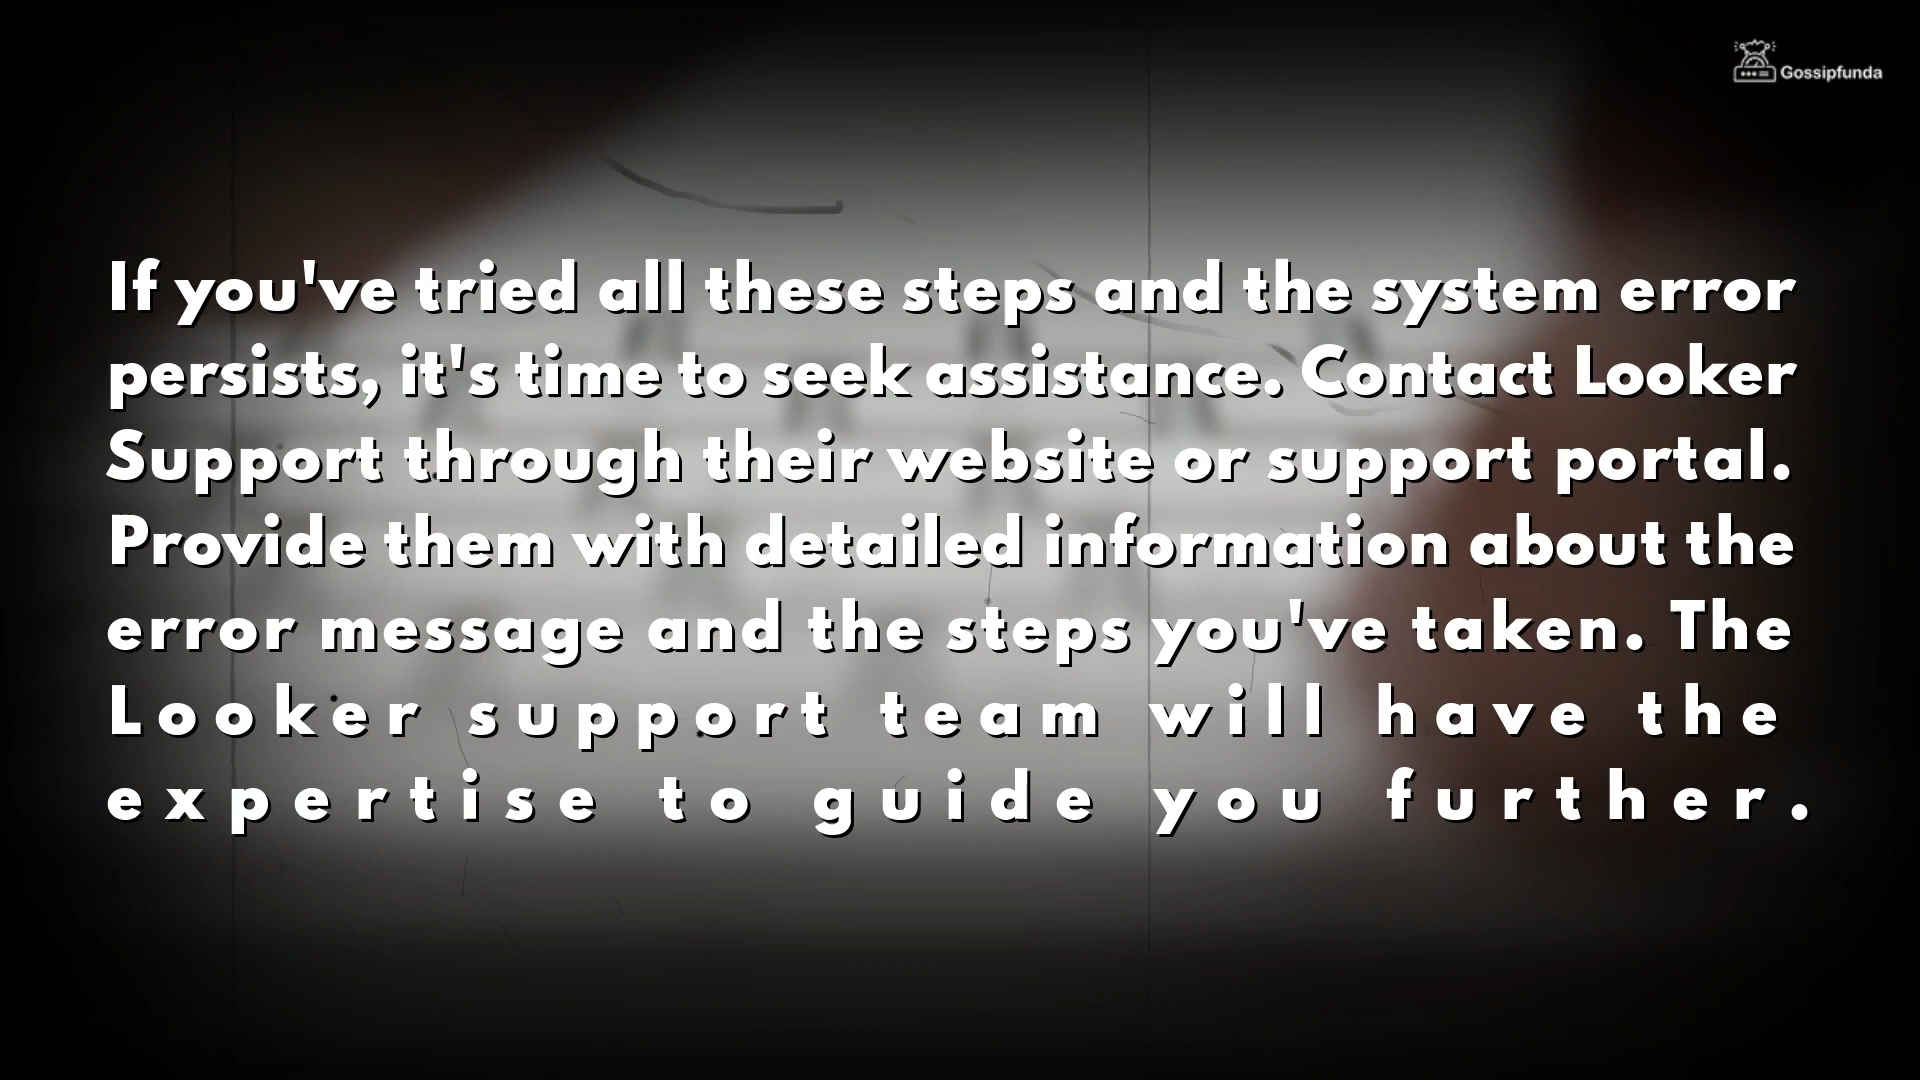 Gossipfunda
If you've tried all these steps and the system error
persists, it's time to seek assistance. Contact Looker
Support through their website or support portal.
Provide them with detailed information about the
error message and the steps you've taken. The
Looker support team will have the
expertise to guide you further.